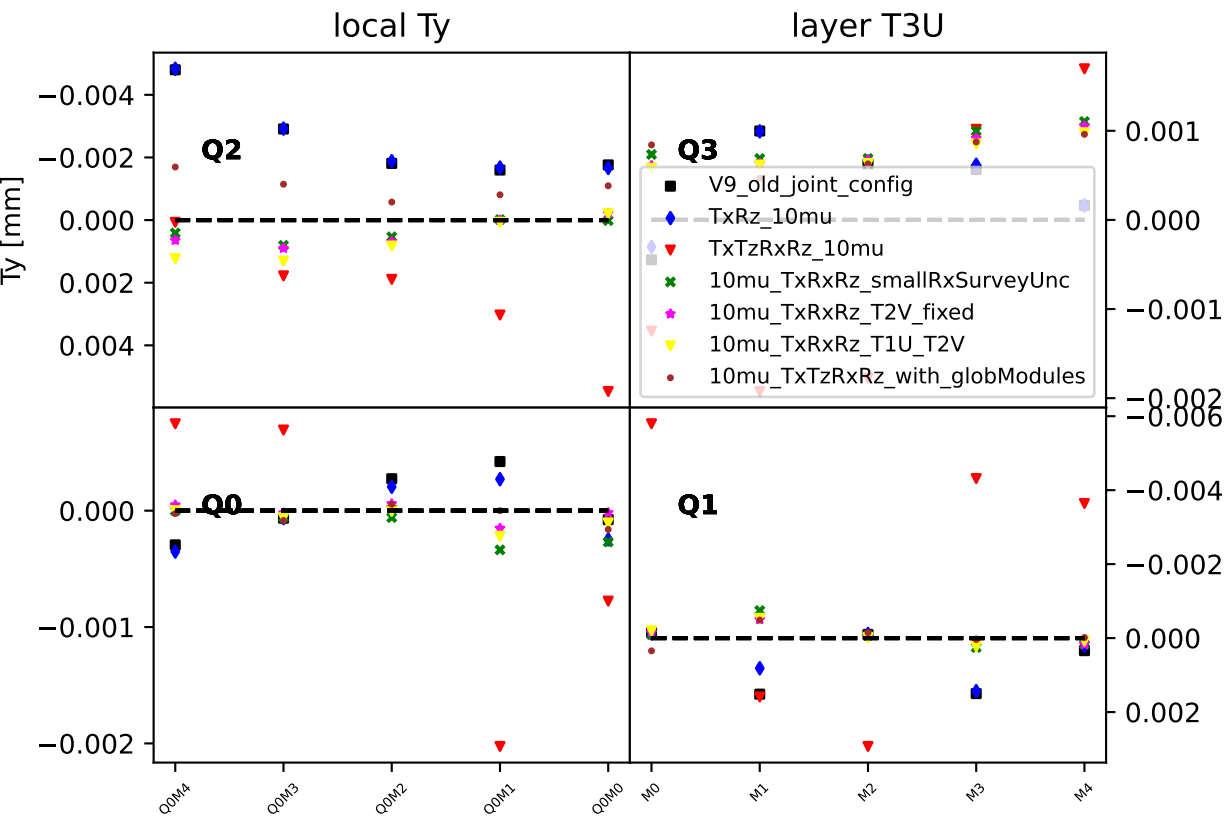 local Ty
layer T3U
Ty [mm]
−0.004
−0.002
0.000
0.002
0.004
Q2
Q3
V9_old_joint_config
TxRz_10mu
TxTzRxRz_10mu
10mu_TxRxRz_smallRxSurveyUnc
10mu_TxRxRz_T2V_fixed
10mu_TxRxRz_T1U_T2V
10mu_TxTzRxRz_with_globModules
0.001
0.000
−0.001
−0.002
0.000
−0.001
−0.002
Q0
Q1
−0.006
−0.004
−0.002
0.000
0.002
Q0M4
Q0M3
Q0M2
Q0M1
Q0M0
M0
M1
M2
M3
M4